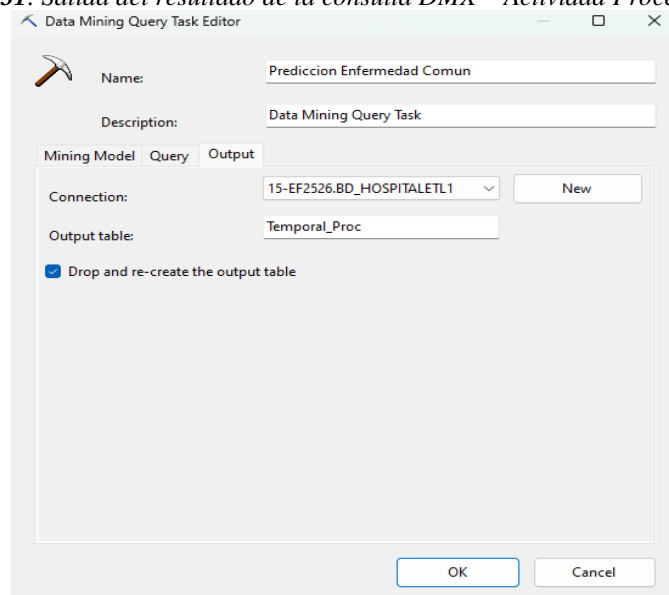 31. Salida del resultado de la consulta DMX – Actividad Proce
Data Mining Query Task Editor
Name:
Prediccion Enfermedad Comun
Description:
Data Mining Query Task
Mining Model Query Output
Connection:
15-EF2526.BD_HOSPITALETL1
New
Output table:
Temporal_Proc
Drop and re-create the output table
OK
Cancel